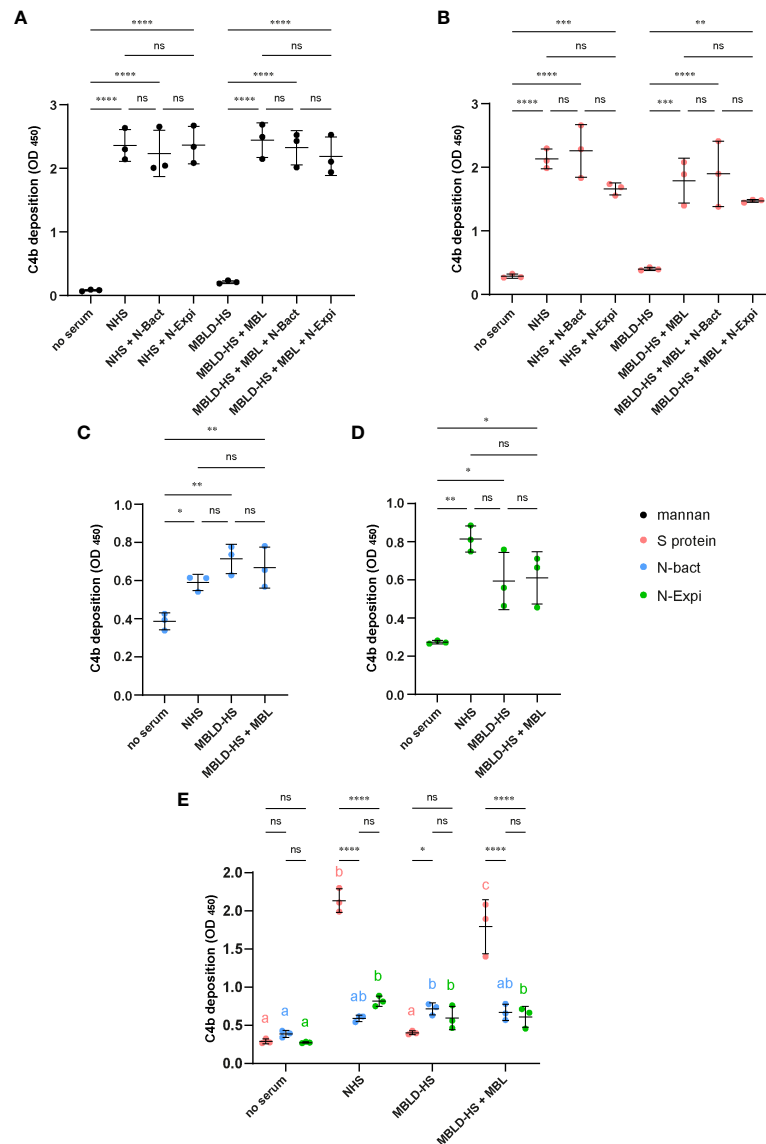 A
****
****
ns
ns
****
****
****
ns
ns
****
ns
ns
C4b deposition (OD 450)
3
2
1
0
no serum
NHS
NHS + N-Bact
NHS + N-Expi
MBLD-HS
MBLD-HS + MBL
MBLD-HS + MBL + N-Bact
MBLD-HS + MBL + N-Expi
B
***
**
ns
ns
****
****
****
ns
ns
***
ns
ns
C4b deposition (OD 450)
3
2
1
0
no serum
NHS
NHS + N-Bact
NHS + N-Expi
MBLD-HS
MBLD-HS + MBL
MBLD-HS + MBL + N-Bact
MBLD-HS + MBL + N-Expi
C
**
ns
**
*
ns
ns
C4b deposition (OD 450)
1.0
0.8
0.6
0.4
0.2
0.0
no serum
NHS
MBLD-HS
MBLD-HS + MBL
D
*
ns
*
**
ns
ns
C4b deposition (OD 450)
1.0
0.8
0.6
0.4
0.2
0.0
no serum
NHS
MBLD-HS
MBLD-HS + MBL
mannan
S protein
N-bact
N-Expi
E
ns
****
ns
****
ns
ns
ns
ns
ns
****
*
****
C4b deposition (OD 450)
2.0
2.0
1.5
1.0
0.5
0.0
a
a
a
b
ab
b
a
b
b
c
ab
b
no serum
NHS
MBLD-HS
MBLD-HS + MBL